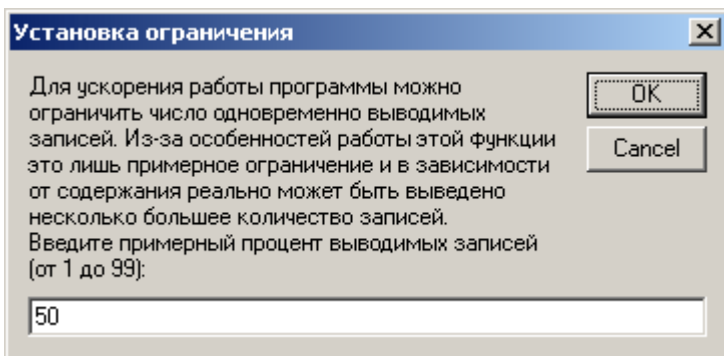 Установка ограничения
Для ускорения работы программы можно
ограничить число одновременно выводимых
записей. Из-за особенностей работы этой функции
это лишь примерное ограничение и в зависимости
от содержания реально может быть выведено
несколько большее количество записей.
Введите примерный процент выводимых записей
(от 1 до 99):
OK
Cancel
50